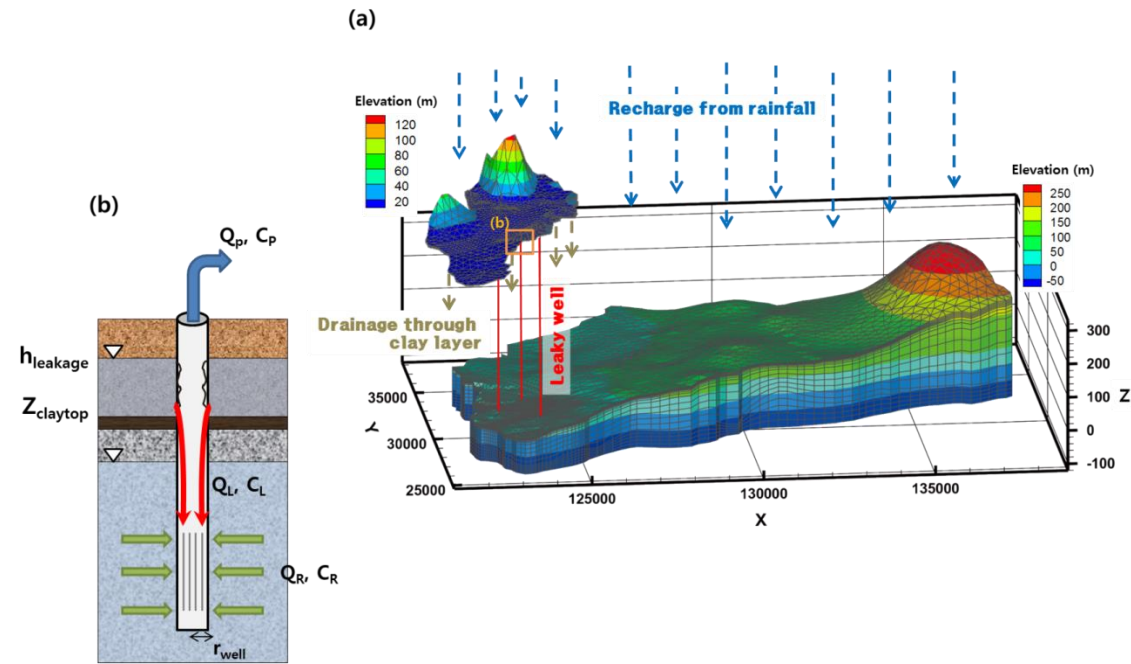 (a)
Elevation (m)
120
100
80
60
40
20
Recharge from rainfall
Elevation (m)
250
200
150
100
50
0
-50
(b)
Drainage through
clay layer
Leaky well
300
200
100
0
-100
Z
35000
30000
25000
Y
125000
130000
135000
X
(b)
Qp, CP
hleakage
Zclaytop
QL, CL
QR, CR
rwell